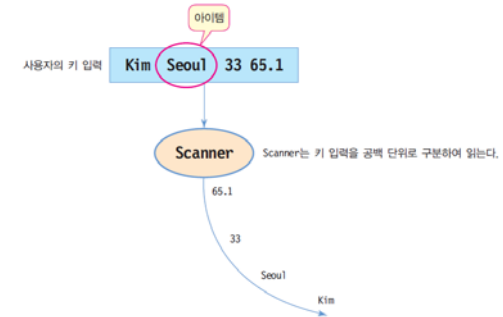 아이템
사용자의 키 입력 Kim Seoul 33 65.1
Scanner Scanner는 키 입력을 공백 단위로 구분하여 읽는다.
65.1
33
Seoul
Kim